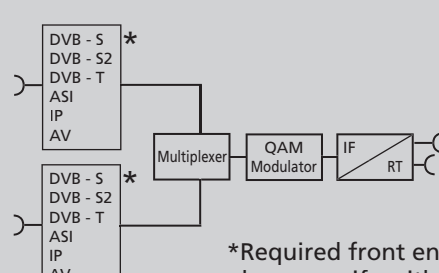 DVB - S *
DVB - S2
DVB - T
ASI
IP
AV
Multiplexer
QAM
Modulator
IF
RT
DVB - S *
DVB - S2
DVB - T
ASI
IP
AV
*Required front en